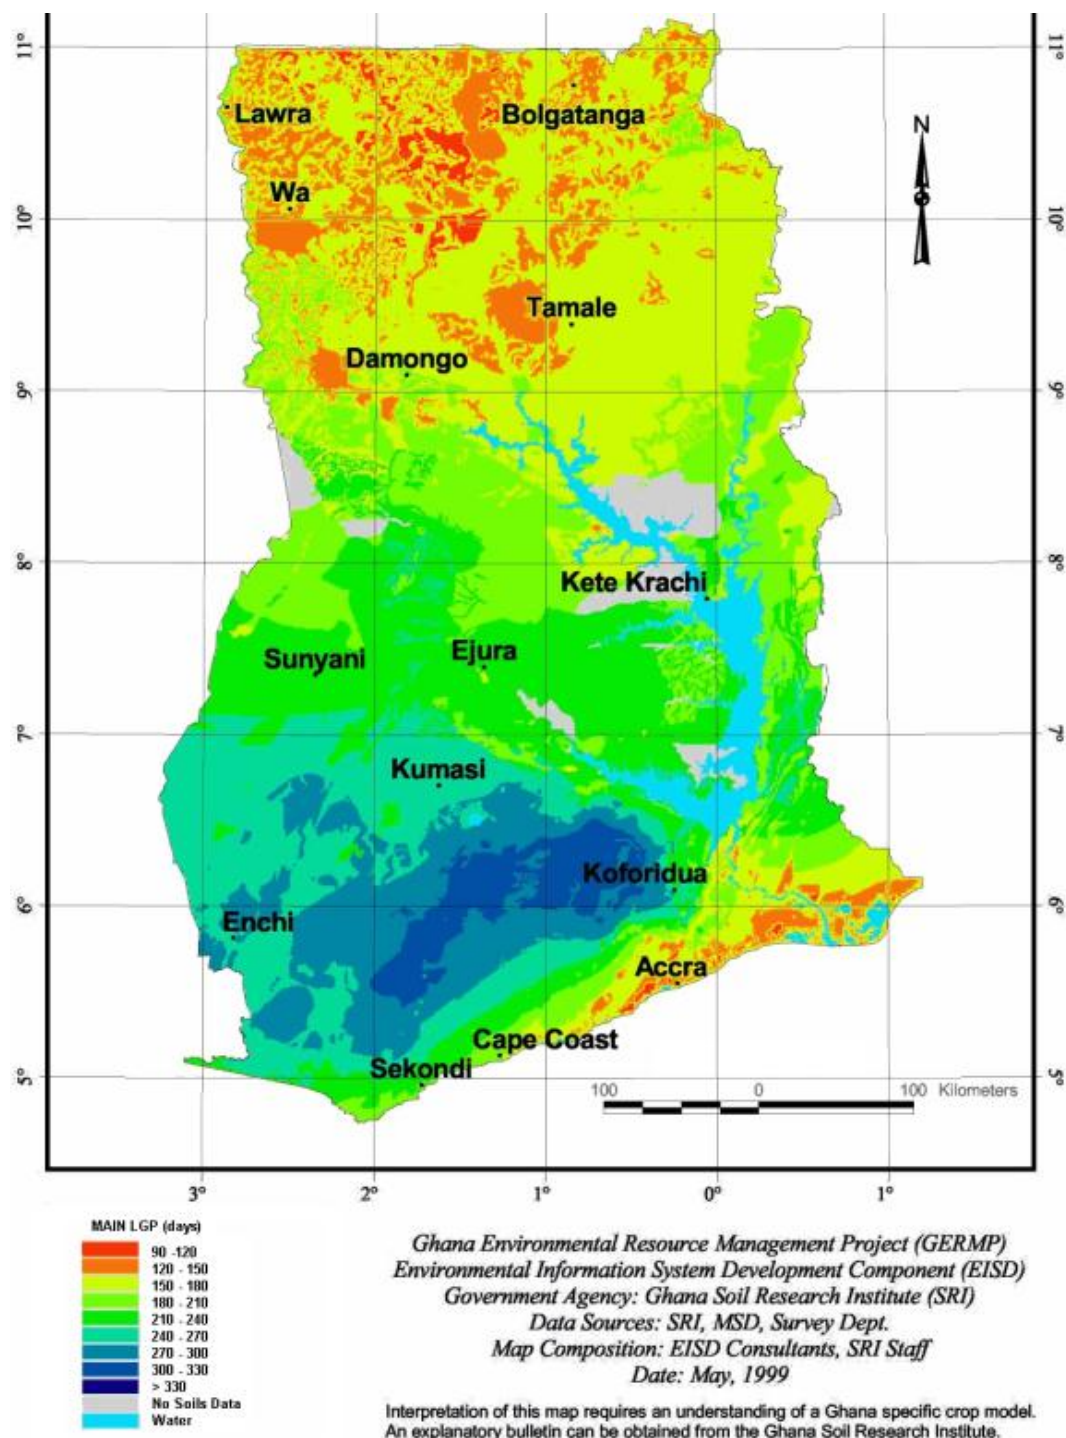 11° 11°
Lawra Bolgatanga
N
Wa
10° 10°
Tamale
Damongo
9° 9°
8° 8°
Kete Krachi
Sunyani Ejura
7° 7°
Kumasi
Koforidua
6° 6°
Enchi
Accra
Cape Coast
Sekondi
5° 5°
100 0 100 Kilometers
3° 2° 1° 0° 1°
MAIN LGP (days)
90 -120
120 - 150
150 - 180
180 - 210
210 - 240
240 - 270
270 - 300
300 - 330
> 330
No Soils Data
Water
Ghana Environmental Resource Management Project (GERMP)
Environmental Information System Development Component (EISD)
Government Agency: Ghana Soil Research Institute (SRI)
Data Sources: SRI, MSD, Survey Dept.
Map Composition: EISD Consultants, SRI Staff
Date: May, 1999
Interpretation of this map requires an understanding of a Ghana specific crop model.
An explanatory bulletin can be obtained from the Ghana Soil Research Institute.